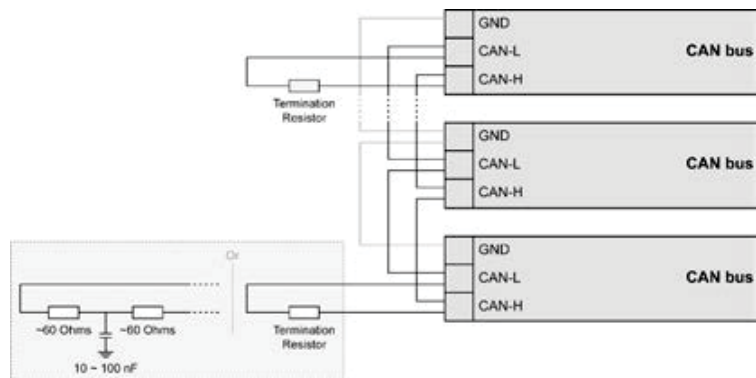 GND
CAN-L
CAN bus
CAN-H
Termination
Resistor
GND
CAN-L
CAN bus
CAN-H
GND
Or
CAN-L
CAN bus
CAN-H
~60 Ohms
~60 Ohms
Termination
Resistor
10 ~ 100 nF